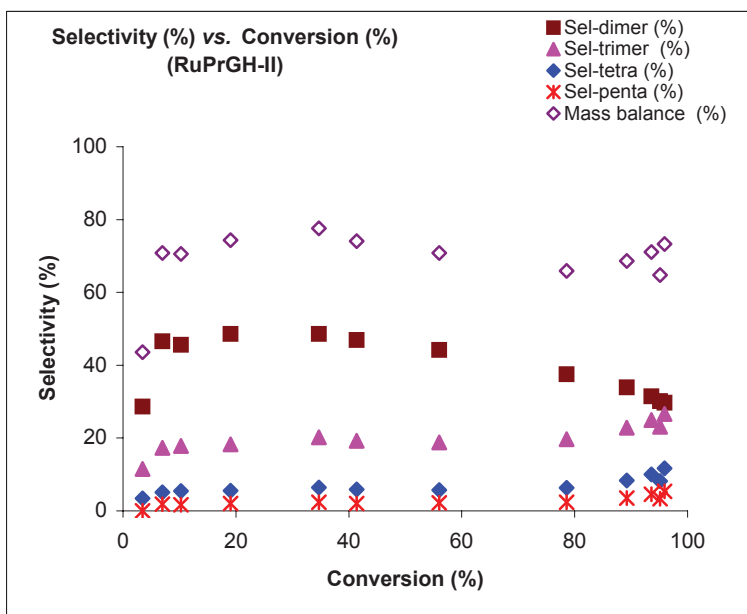 Selectivity (%) vs. Conversion (%)
(RuPrGH-II)
Sel-dimer (%)
Sel-trimer (%)
Sel-tetra (%)
Sel-penta (%)
Mass balance (%)
100
80
60
40
20
0
Selectivity (%)
0 20 40 60 80 100
Conversion (%)